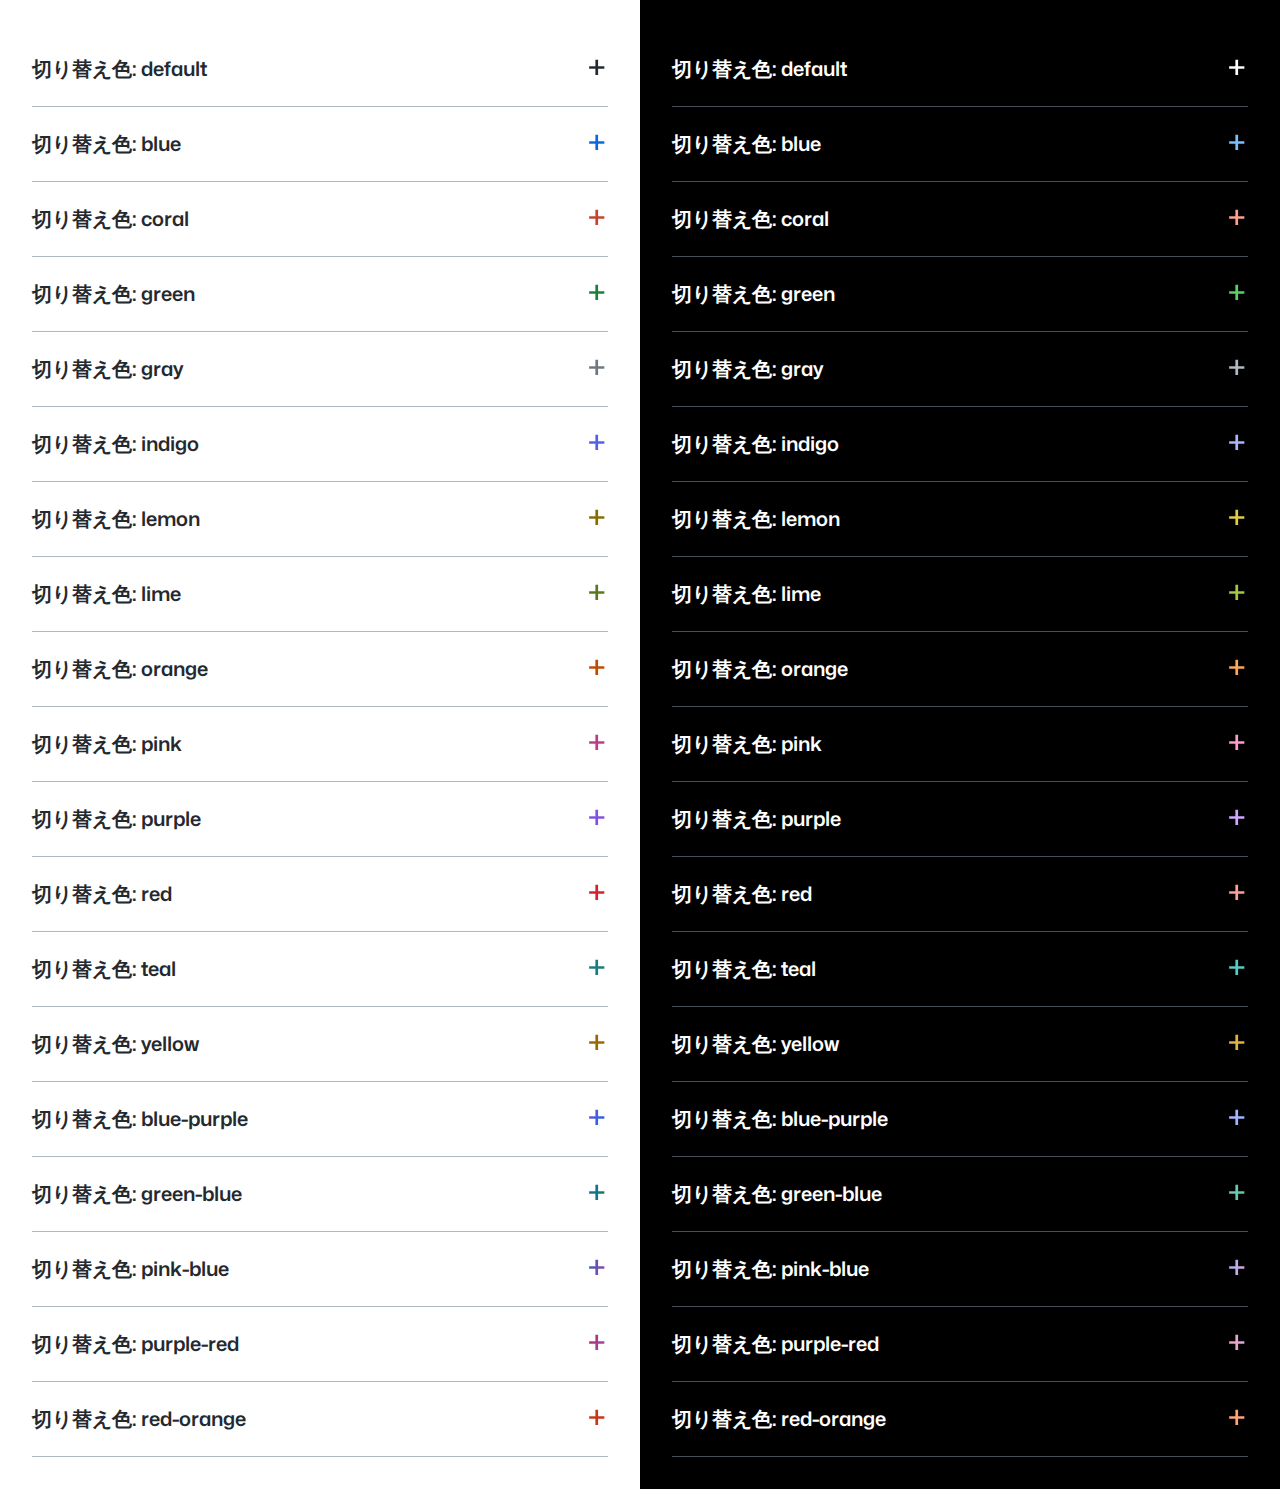 切り替え色: default
切り替え色: blue
切り替え色: coral
切り替え色: green
切り替え色: gray
切り替え色: indigo
切り替え色: lemon
切り替え色: lime
切り替え色: orange
切り替え色: pink
切り替え色: purple
切り替え色: red
切り替え色: teal
切り替え色: yellow
切り替え色: blue-purple
切り替え色: green-blue
切り替え色: pink-blue
切り替え色: purple-red
切り替え色: red-orange
切り替え色: default
切り替え色: blue
切り替え色: coral
切り替え色: green
切り替え色: gray
切り替え色: indigo
切り替え色: lemon
切り替え色: lime
切り替え色: orange
切り替え色: pink
切り替え色: purple
切り替え色: red
切り替え色: teal
切り替え色: yellow
切り替え色: blue-purple
切り替え色: green-blue
切り替え色: pink-blue
切り替え色: purple-red
切り替え色: red-orange